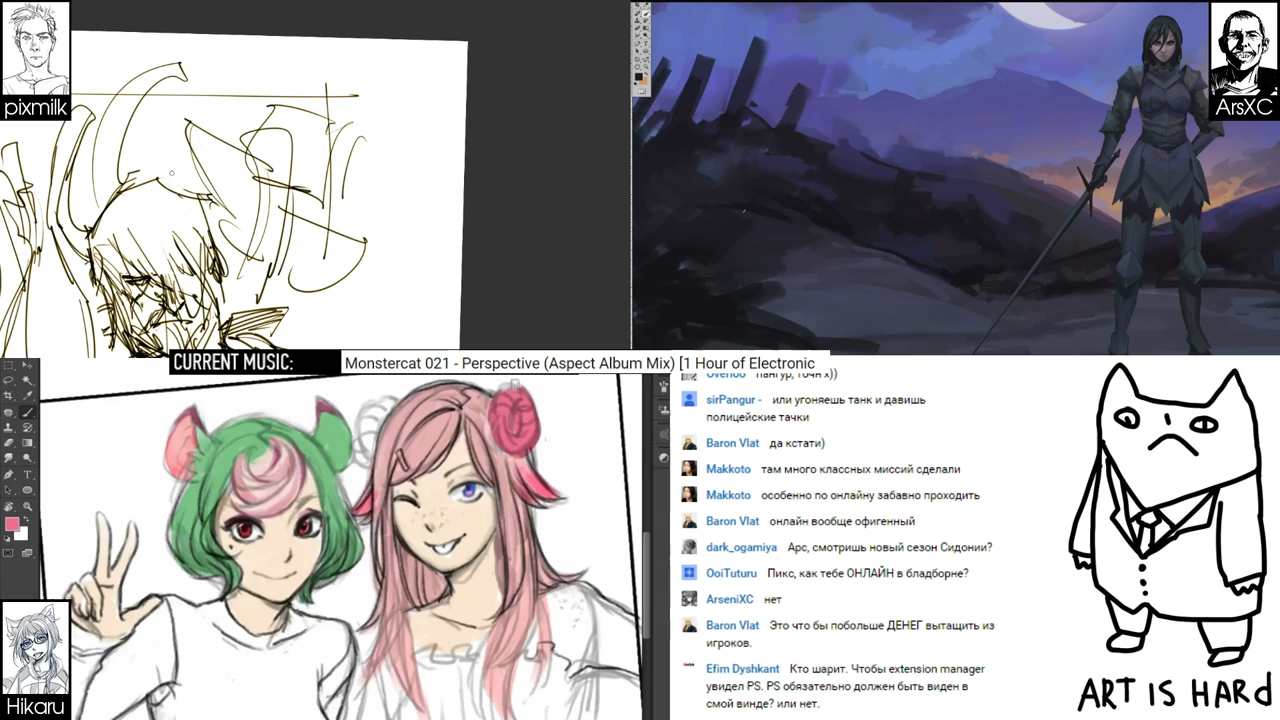 pixmilk
ArsXC
CURRENT MUSIC:
Monstercat 021 - Perspective (Aspect Album Mix) [1 Hour of Electronic
sirPangur - или угоняешь танк и давишь
полицейские тачки
Baron Vlat да кстати)
Makkoto там много классных миссий сделали
Makkoto особенно по онлайну забавно проходить
Baron Vlat онлайн вообще офигенный
dark_ogamiya Арс, смотришь новый сезон Сидонии?
OoiTuturu Пикс, как тебе ОНЛАЙН в бладборне?
ArseniXC нет
Baron Vlat Это что бы побольше ДЕНЕГ вытащить из
игроков.
Efim Dyshkant Кто шарит. Чтобы extension manager
увидел PS. PS обязательно должен быть виден в
смой винде? или нет.
Hikaru
ART IS HARd